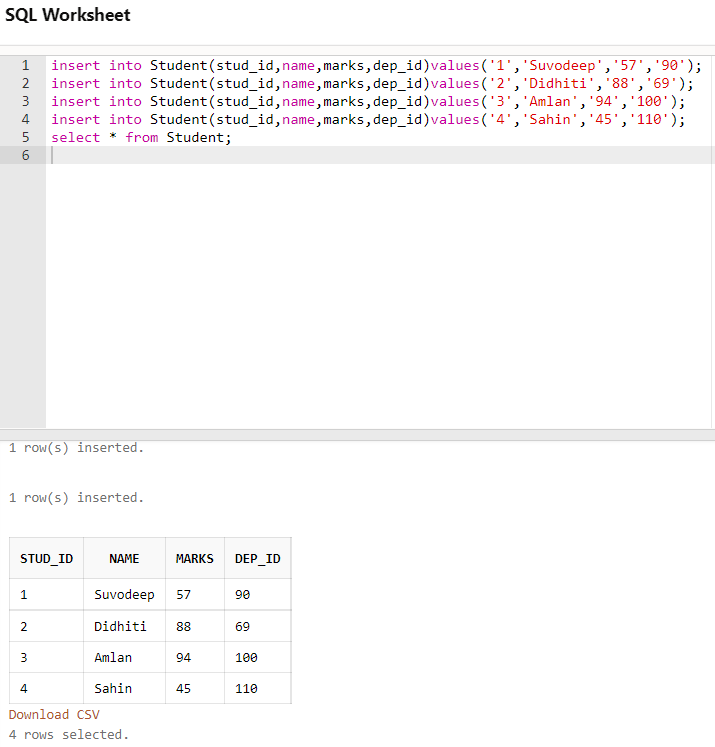 SQL Worksheet
1 insert into Student(stud_id,name,marks,dep_id)values('1','Suvodeep','57','90');
2 insert into Student(stud_id,name,marks,dep_id)values('2','Didhiti','88','69');
3 insert into Student(stud_id,name,marks,dep_id)values('3','Amlan','94','100');
4 insert into Student(stud_id,name,marks,dep_id)values('4','Sahin','45','110');
5 select * from Student;
6
1 row(s) inserted.
1 row(s) inserted.
STUD_ID NAME MARKS DEP_ID
1 Suvodeep 57 90
2 Didhiti 88 69
3 Amlan 94 100
4 Sahin 45 110
Download CSV
4 rows selected.